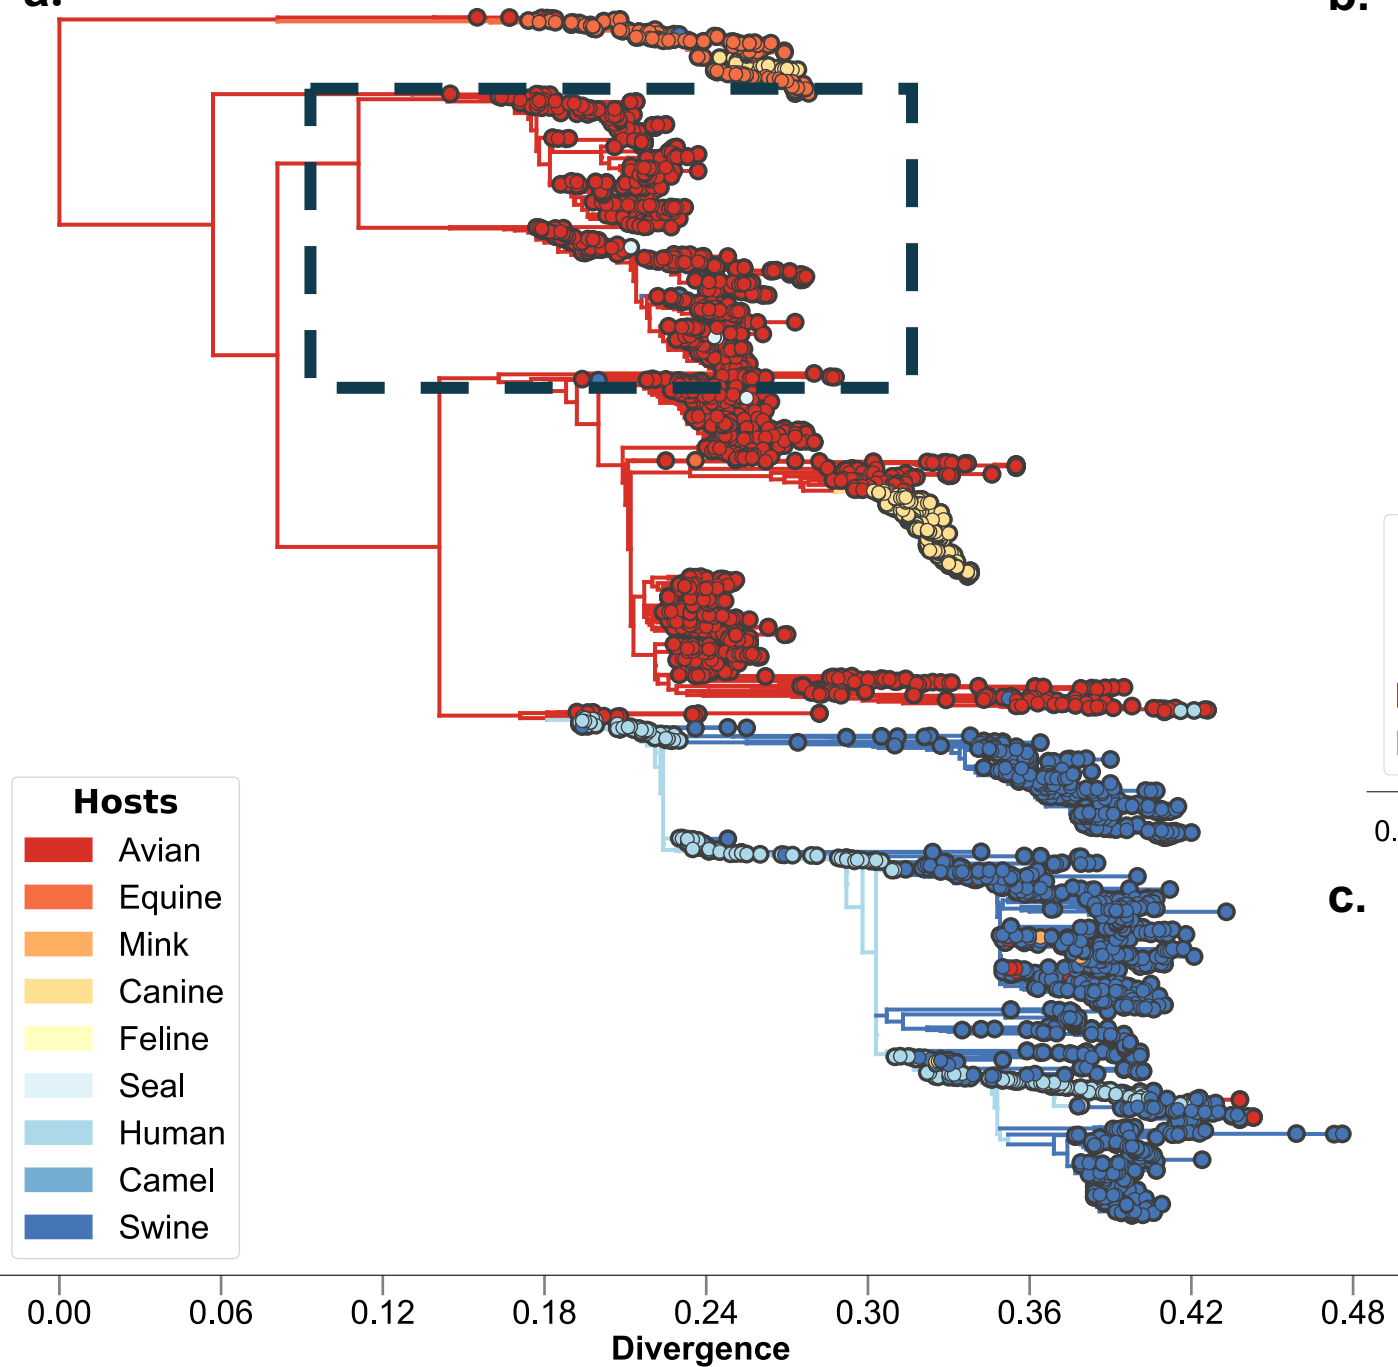 a.
b.
Hosts
Avian
Equine
Mink
Canine
Feline
Seal
Human
Camel
Swine
0.
c.
0.00 0.06 0.12 0.18 0.24 0.30 0.36 0.42 0.48
Divergence